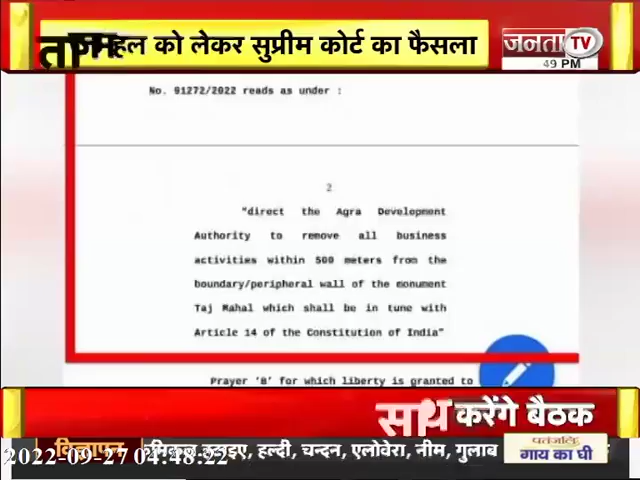 ताजमहल को लेकर सुप्रीम कोर्ट का फैसला
जनता TV
49 PM
No. 91272/2022 reads as under :
2
"direct the Agra Development
Authority to remove all business
activities within 500 meters from the
boundary/peripheral wall of the monument
Taj Mahal which shall be in tune with
Article 14 of the Constitution of India"
Prayer 'B' for which liberty is granted to
साथ करेंगे बैठक
विज्ञापन
हल्दी, चन्दन, एलोवेरा, नीम, गुलाब
पतंजलि
गाय का घी
2022-09-27 04:48:22